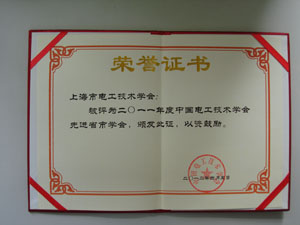 荣誉证书
上海市电工技术学会：
被评为二〇一一年度中国电工技术学会
先进省市学会，颁发此证，以资鼓励。